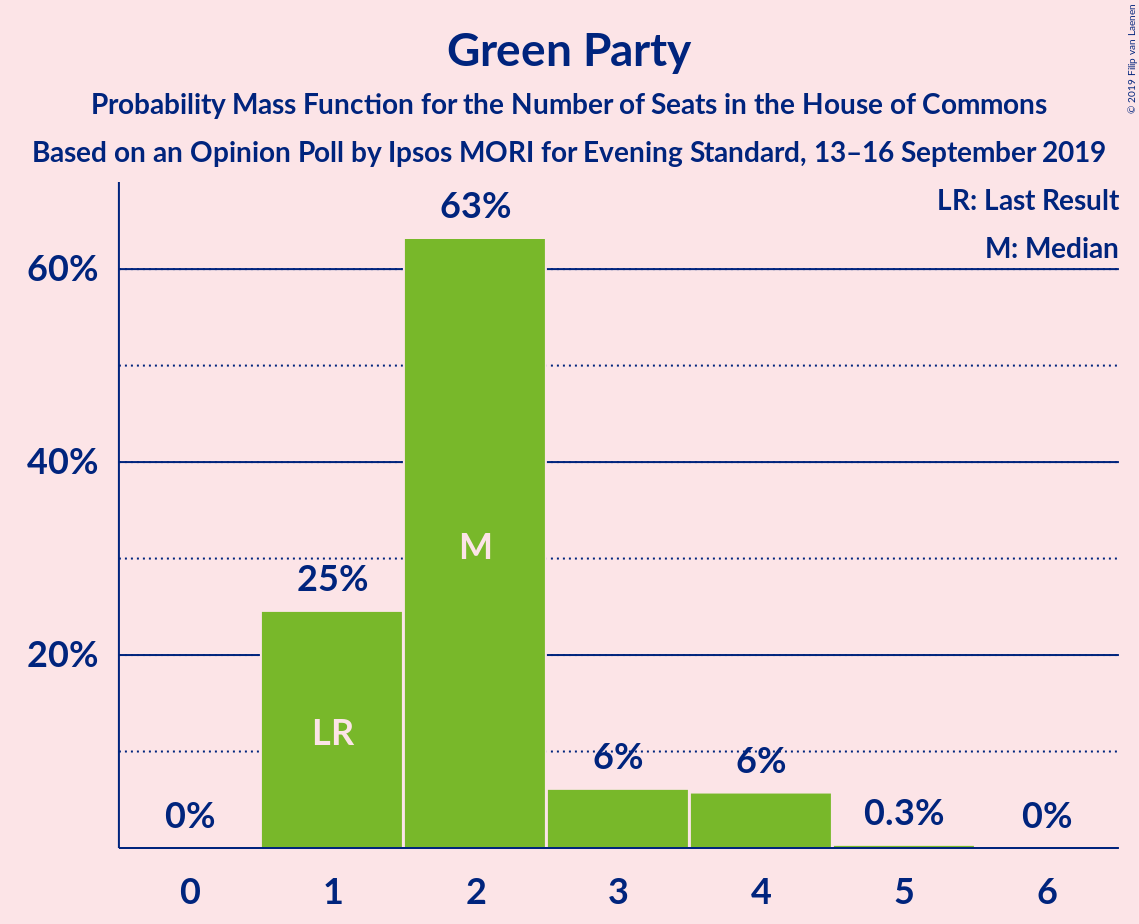 Green Party
Probability Mass Function for the Number of Seats in the House of Commons
Based on an Opinion Poll by Ipsos MORI for Evening Standard, 13–16 September 2019
© 2019 Filip van Laenen
LR: Last Result
M: Median
63%
60%
40%
M
25%
20%
LR
6%
6%
0%
0.3%
0%
0 1 2 3 4 5 6